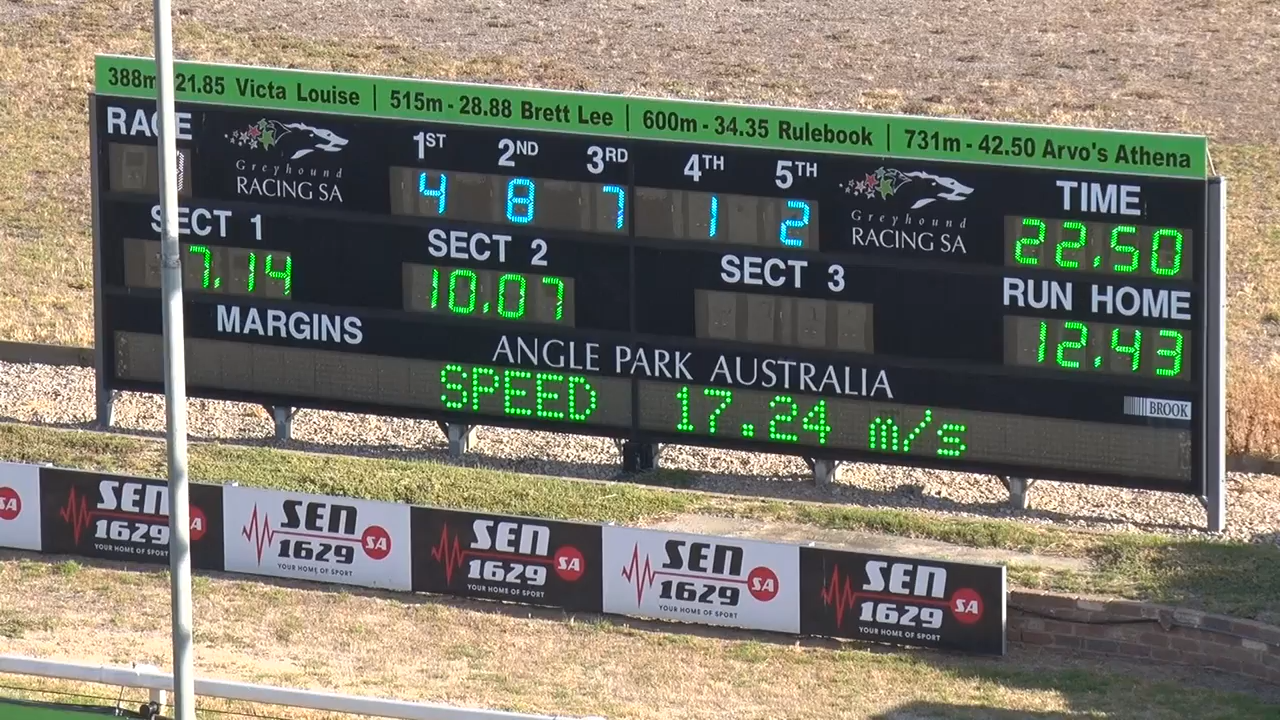 388m 21.85 Victa Louise | 515m - 28.88 Brett Lee | 600m - 34.35 Rulebook | 731m - 42.50 Arvo's Athena
RACE
Greyhound
RACING SA
1ST 2ND 3RD 4TH 5TH
4 8 7 1 2
Greyhound
RACING SA
TIME
22.50
SECT 1
7.14
SECT 2
10.07
SECT 3
RUN HOME
12.43
MARGINS
ANGLE PARK AUSTRALIA
SPEED 17.24 m/s
BROOK
SA
SEN
1629
SA
YOUR HOME OF SPORT
SEN
1629
SA
YOUR HOME OF SPORT
SEN
1629
SA
YOUR HOME OF SPORT
SEN
1629
SA
YOUR HOME OF SPORT
SEN
1629
SA
YOUR HOME OF SPORT